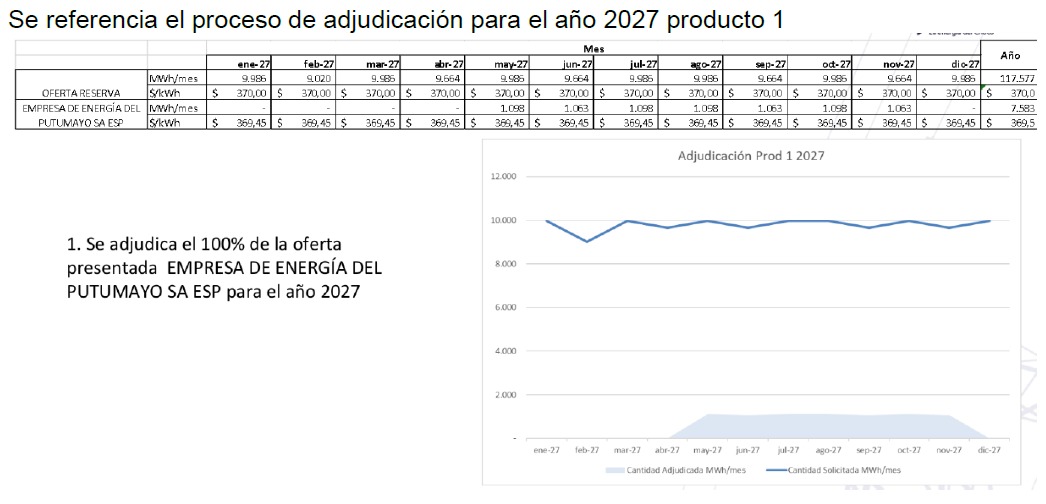 Se referencia el proceso de adjudicación para el año 2027 producto 1
Mes Año
ene-27 feb-27 mar-27 abr-27 may-27 jun-27 jul-27 ago-27 sep-27 oct-27 nov-27 dic-27
OFERTA RESERVA MWh/mes 9.986 9.020 9.986 9.664 9.986 9.664 9.986 9.986 9.664 9.986 9.664 9.986 117.577
$/kWh $ 370,00 $ 370,00 $ 370,00 $ 370,00 $ 370,00 $ 370,00 $ 370,00 $ 370,00 $ 370,00 $ 370,00 $ 370,00 $ 370,00 $ 370,0
EMPRESA DE ENERGÍA DEL MWh/mes - - - - 1.098 1.063 1.098 1.098 1.063 1.098 1.063 - 7.583
PUTUMAYO SA ESP $/kWh $ 369,45 $ 369,45 $ 369,45 $ 369,45 $ 369,45 $ 369,45 $ 369,45 $ 369,45 $ 369,45 $ 369,45 $ 369,45 $ 369,45 $ 369,5
1. Se adjudica el 100% de la oferta
presentada EMPRESA DE ENERGÍA DEL
PUTUMAYO SA ESP para el año 2027
Adjudicación Prod 1 2027
12.000
10.000
8.000
6.000
4.000
2.000
-
ene-27 feb-27 mar-27 abr-27 may-27 jun-27 jul-27 ago-27 sep-27 oct-27 nov-27 dic-27
Cantidad Adjudicada MWh/mes Cantidad Solicitada MWh/mes